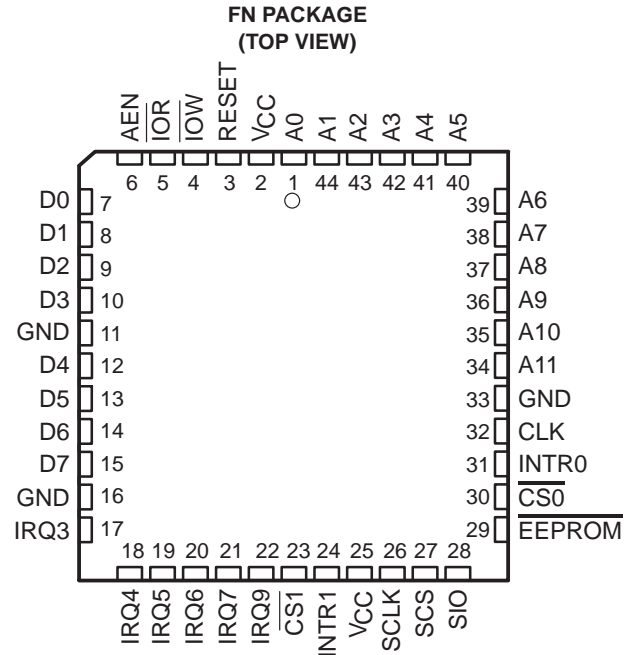 FN PACKAGE
(TOP VIEW)
AEN
IOR
IOW
RESET
VCC
A0
A1
A2
A3
A4
A5
6 5 4 3 2 1 44 43 42 41 40
D0 7
D1 8
D2 9
D3 10
GND 11
D4 12
D5 13
D6 14
D7 15
GND 16
IRQ3 17
39 A6
38 A7
37 A8
36 A9
35 A10
34 A11
33 GND
32 CLK
31 INTR0
30 CS0
29 EEPROM
18 19 20 21 22 23 24 25 26 27 28
IRQ4
IRQ5
IRQ6
IRQ7
IRQ9
CS1
INTR1
VCC
SCLK
SCS
SIO